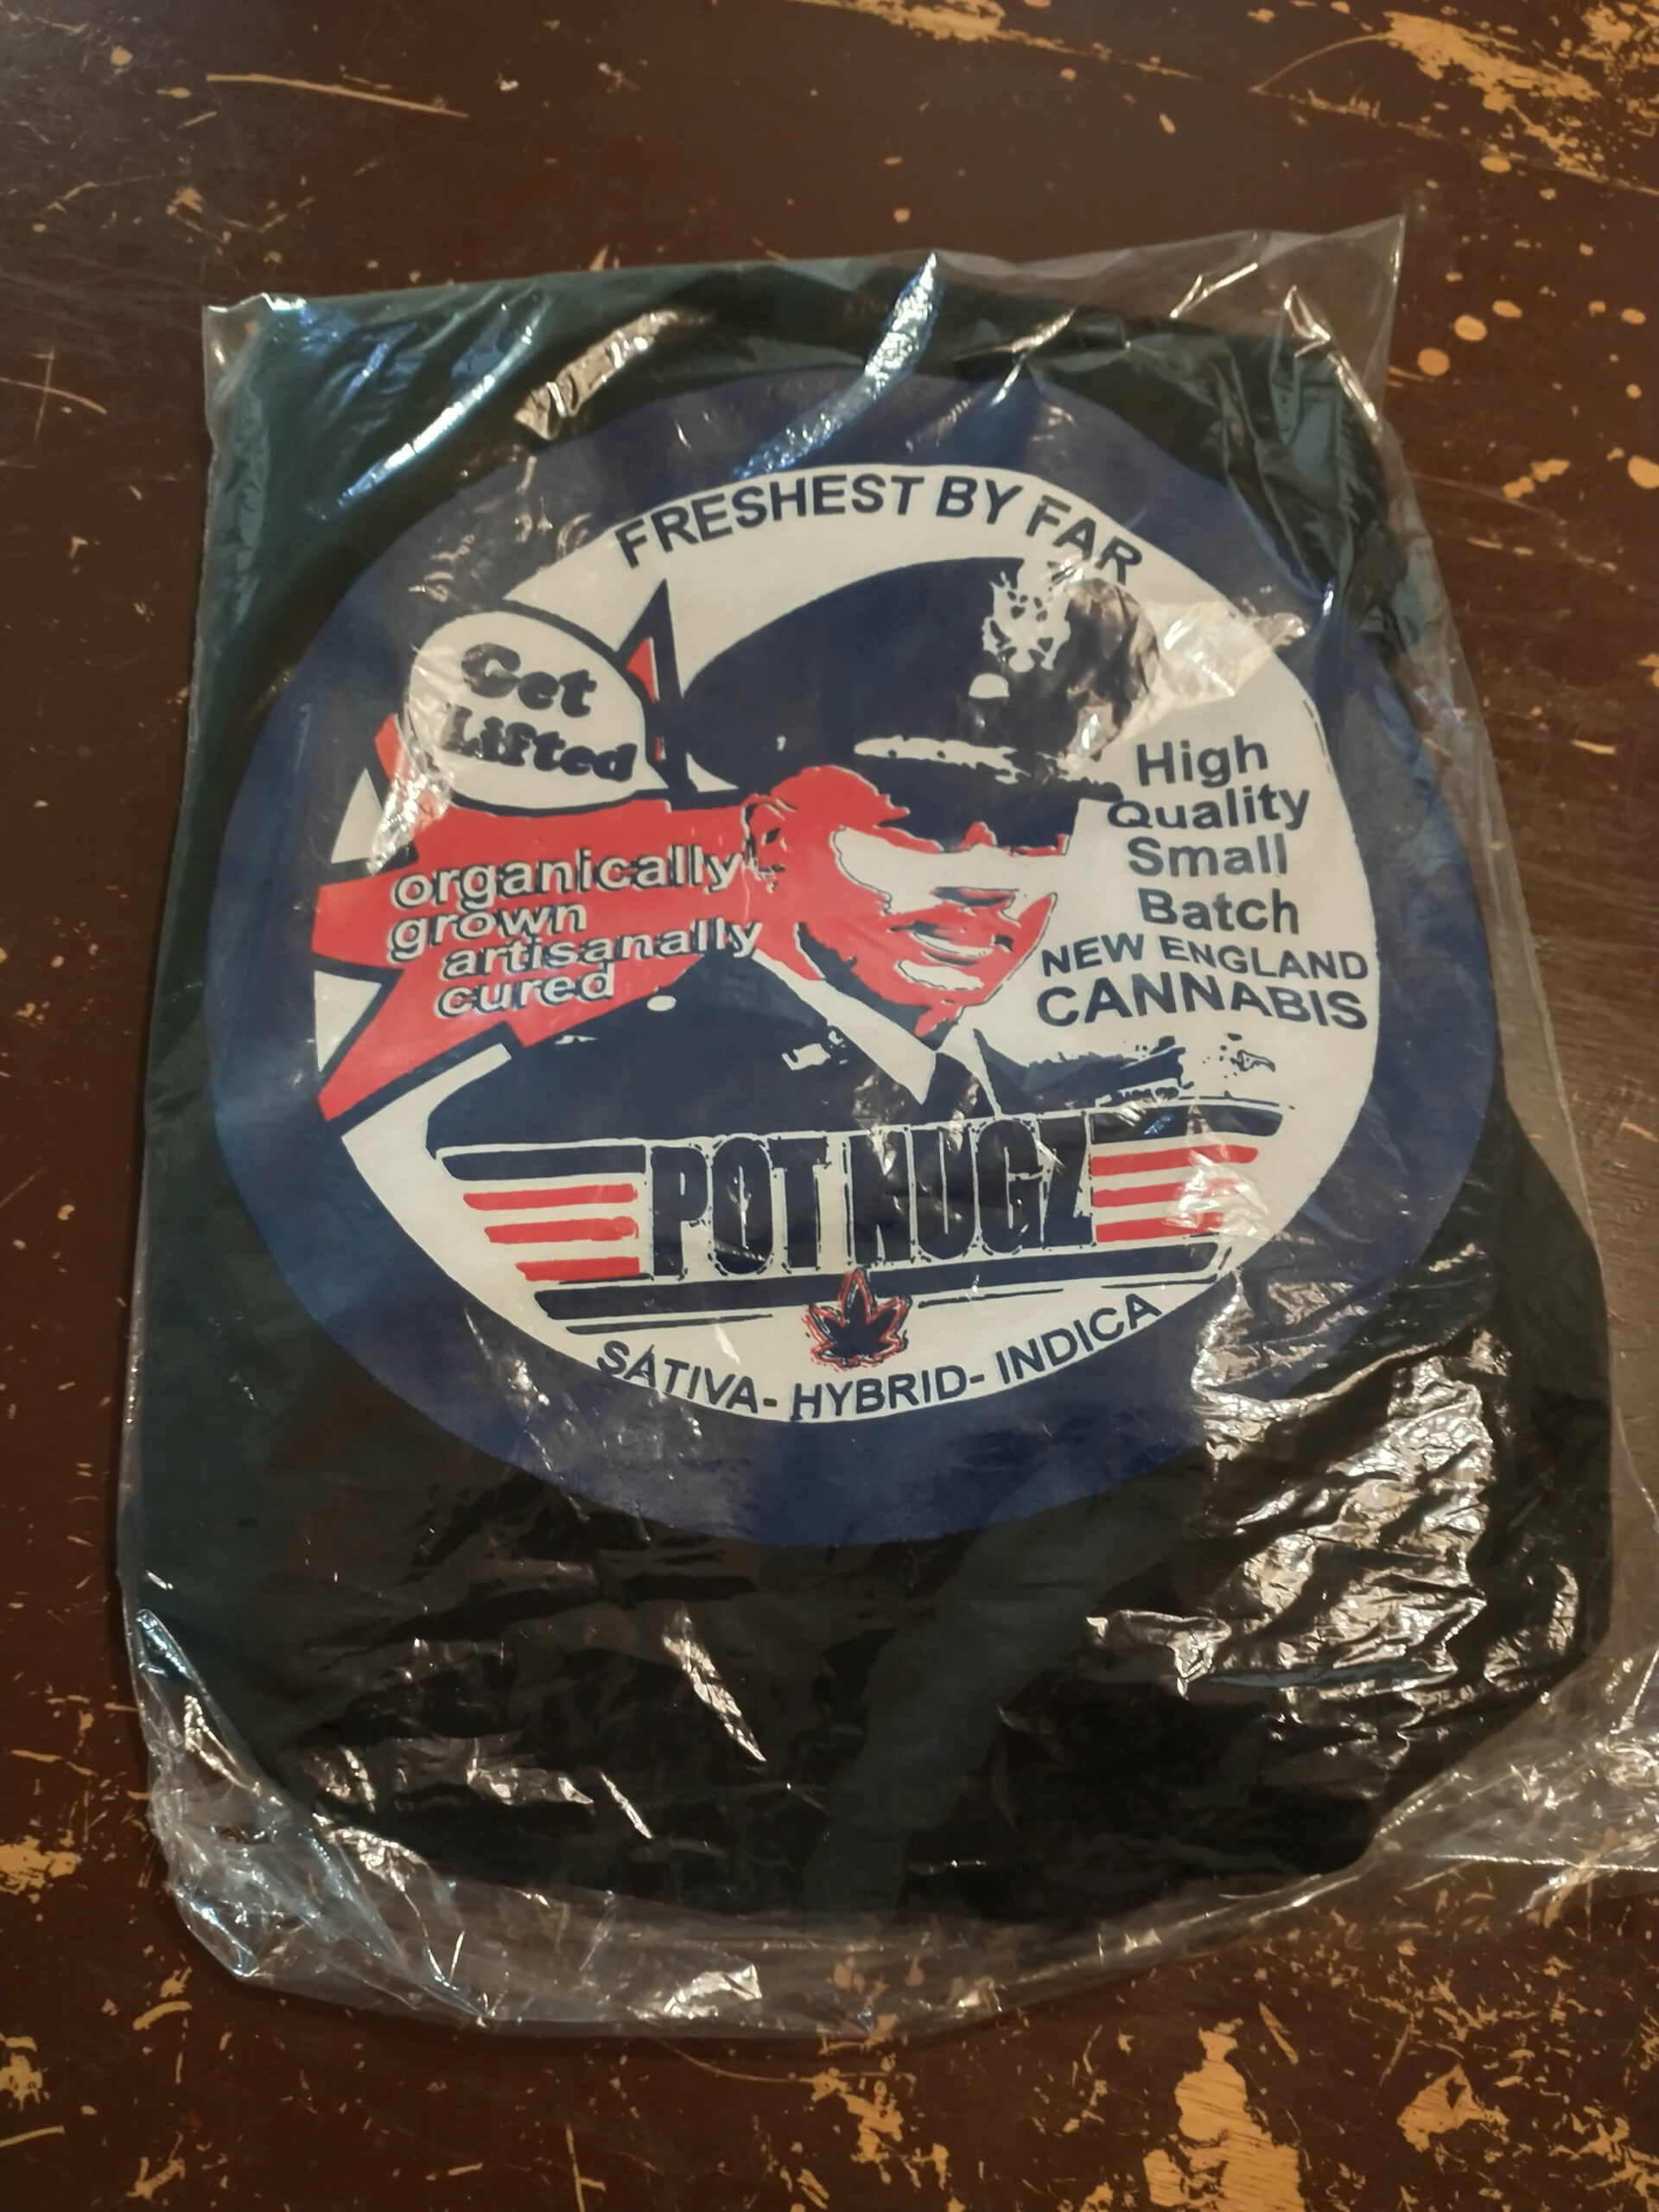 FRESHEST BY FAR
Get
Lifted
organically
grown
artisanally
cured
High
Quality
Small
Batch
NEW ENGLAND
CANNABIS
POT NUGZ
SATIVA- HYBRID- INDICA